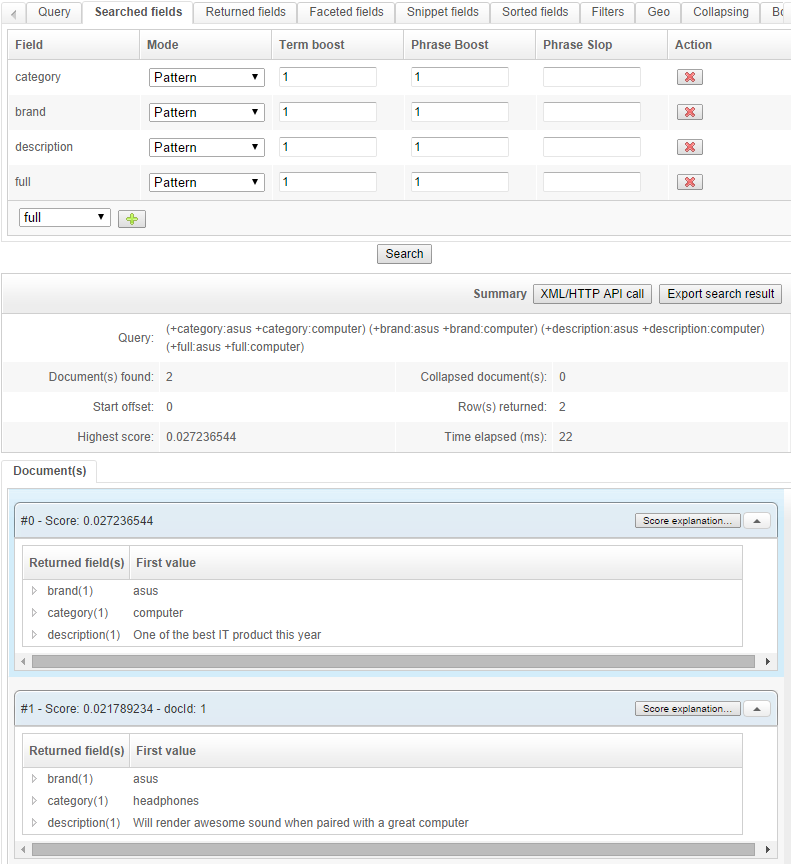 Query Searched fields Returned fields Faceted fields Snippet fields Sorted fields Filters Geo Collapsing
Field Mode Term boost Phrase Boost Phrase Slop Action
category Pattern 1 1
brand Pattern 1 1
description Pattern 1 1
full Pattern 1 1
full
Search
Summary XML/HTTP API call Export search result
Query: (+category:asus +category:computer) (+brand:asus +brand:computer) (+description:asus +description:computer)
(+full:asus +full:computer)
Document(s) found: 2 Collapsed document(s): 0
Start offset: 0 Row(s) returned: 2
Highest score: 0.027236544 Time elapsed (ms): 22
Document(s)
#0 - Score: 0.027236544 Score explanation...
Returned field(s) First value
brand(1) asus
category(1) computer
description(1) One of the best IT product this year
#1 - Score: 0.021789234 - docId: 1 Score explanation...
Returned field(s) First value
brand(1) asus
category(1) headphones
description(1) Will render awesome sound when paired with a great computer